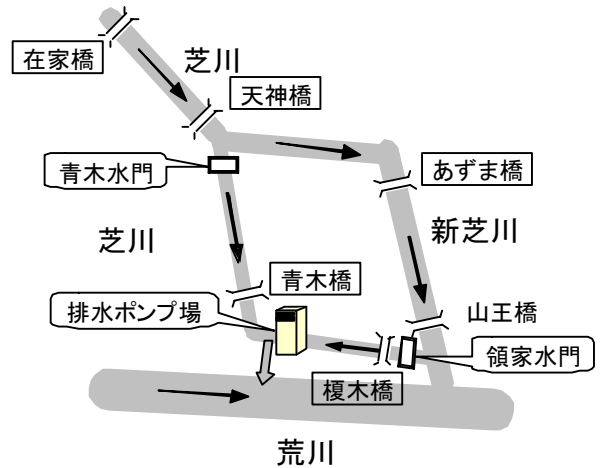 在家橋
芝川
天神橋
青木水門
あずま橋
芝川
新芝川
青木橋
排水ポンプ場
山王橋
領家水門
榎木橋
荒川